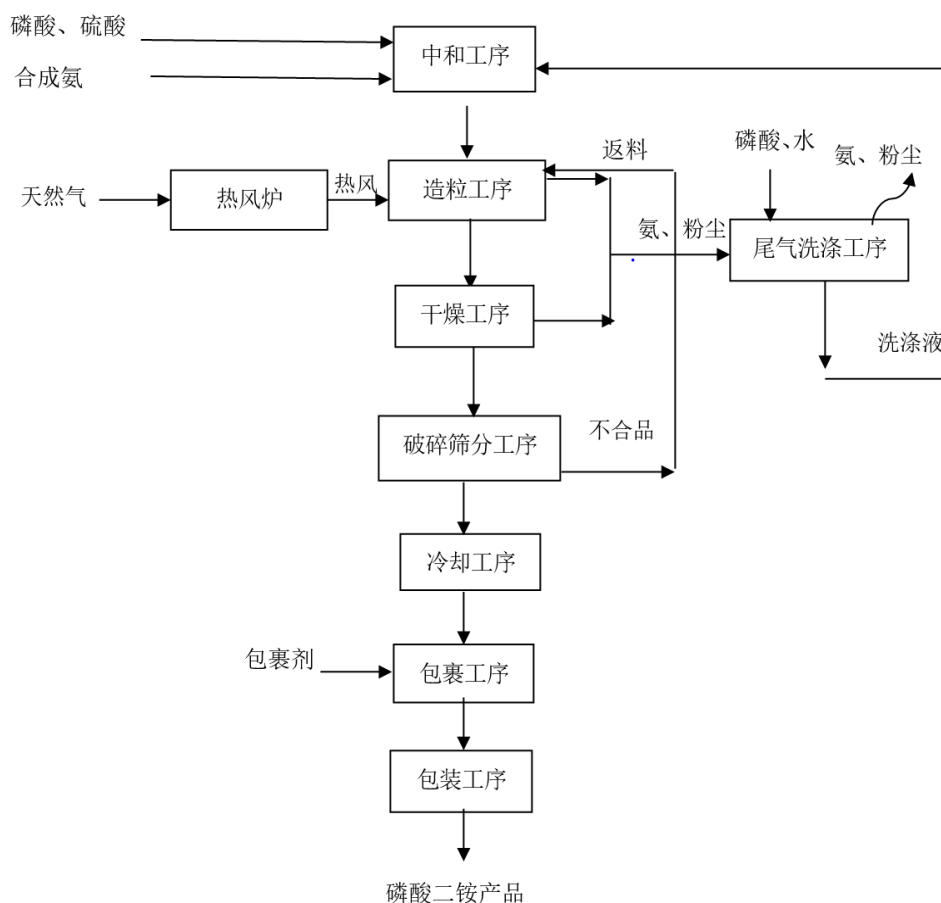 磷酸、硫酸
合成氨
中和工序
天然气
热风炉
热风
造粒工序
返料
磷酸、水
氨、粉尘
氨、粉尘
尾气洗涤工序
干燥工序
洗涤液
破碎筛分工序
不合品
冷却工序
包裹剂
包裹工序
包装工序
磷酸二铵产品